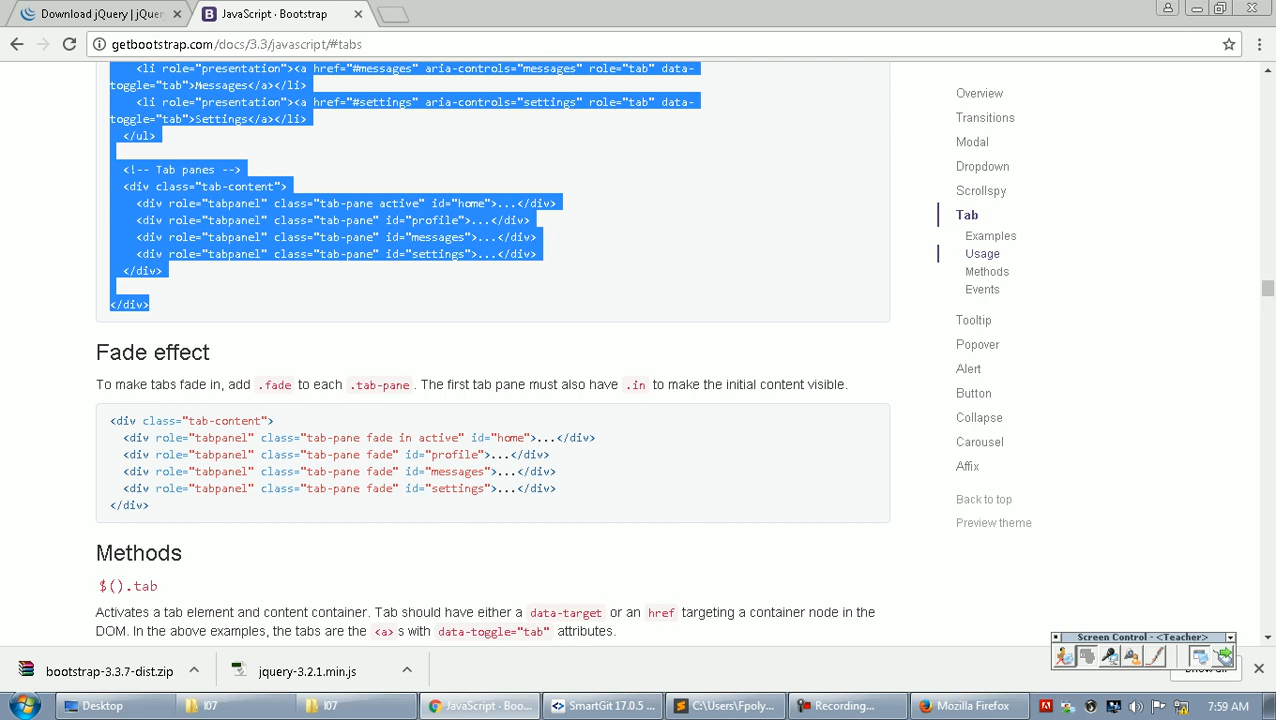 Download jQuery | jQuery
JavaScript · Bootstrap
getbootstrap.com/docs/3.3/javascript/#tabs
<li role="presentation"><a href="#messages" aria-controls="messages" role="tab" data-
toggle="tab">Messages</a></li>
<li role="presentation"><a href="#settings" aria-controls="settings" role="tab" data-
toggle="tab">Settings</a></li>
</ul>
<!-- Tab panes -->
<div class="tab-content">
<div role="tabpanel" class="tab-pane active" id="home">...</div>
<div role="tabpanel" class="tab-pane" id="profile">...</div>
<div role="tabpanel" class="tab-pane" id="messages">...</div>
<div role="tabpanel" class="tab-pane" id="settings">...</div>
</div>
</div>
Fade effect
To make tabs fade in, add .fade to each .tab-pane. The first tab pane must also have .in to make the initial content visible.
<div class="tab-content">
<div role="tabpanel" class="tab-pane fade in active" id="home">...</div>
<div role="tabpanel" class="tab-pane fade" id="profile">...</div>
<div role="tabpanel" class="tab-pane fade" id="messages">...</div>
<div role="tabpanel" class="tab-pane fade" id="settings">...</div>
</div>
Methods
$().tab
Activates a tab element and content container. Tab should have either a data-target or an href targeting a container node in the
DOM. In the above examples, the tabs are the <a>s with data-toggle="tab" attributes.
Overview
Transitions
Modal
Dropdown
Scrollspy
Tab
Examples
Usage
Methods
Events
Tooltip
Popover
Alert
Button
Collapse
Carousel
Affix
Back to top
Preview theme
Screen Control - <Teacher>
bootstrap-3.3.7-dist.zip
jquery-3.2.1.min.js
Desktop
I07
I07
JavaScript · Boo...
SmartGit 17.0.5 ...
C:\Users\Fpoly...
Recording...
Mozilla Firefox
7:59 AM